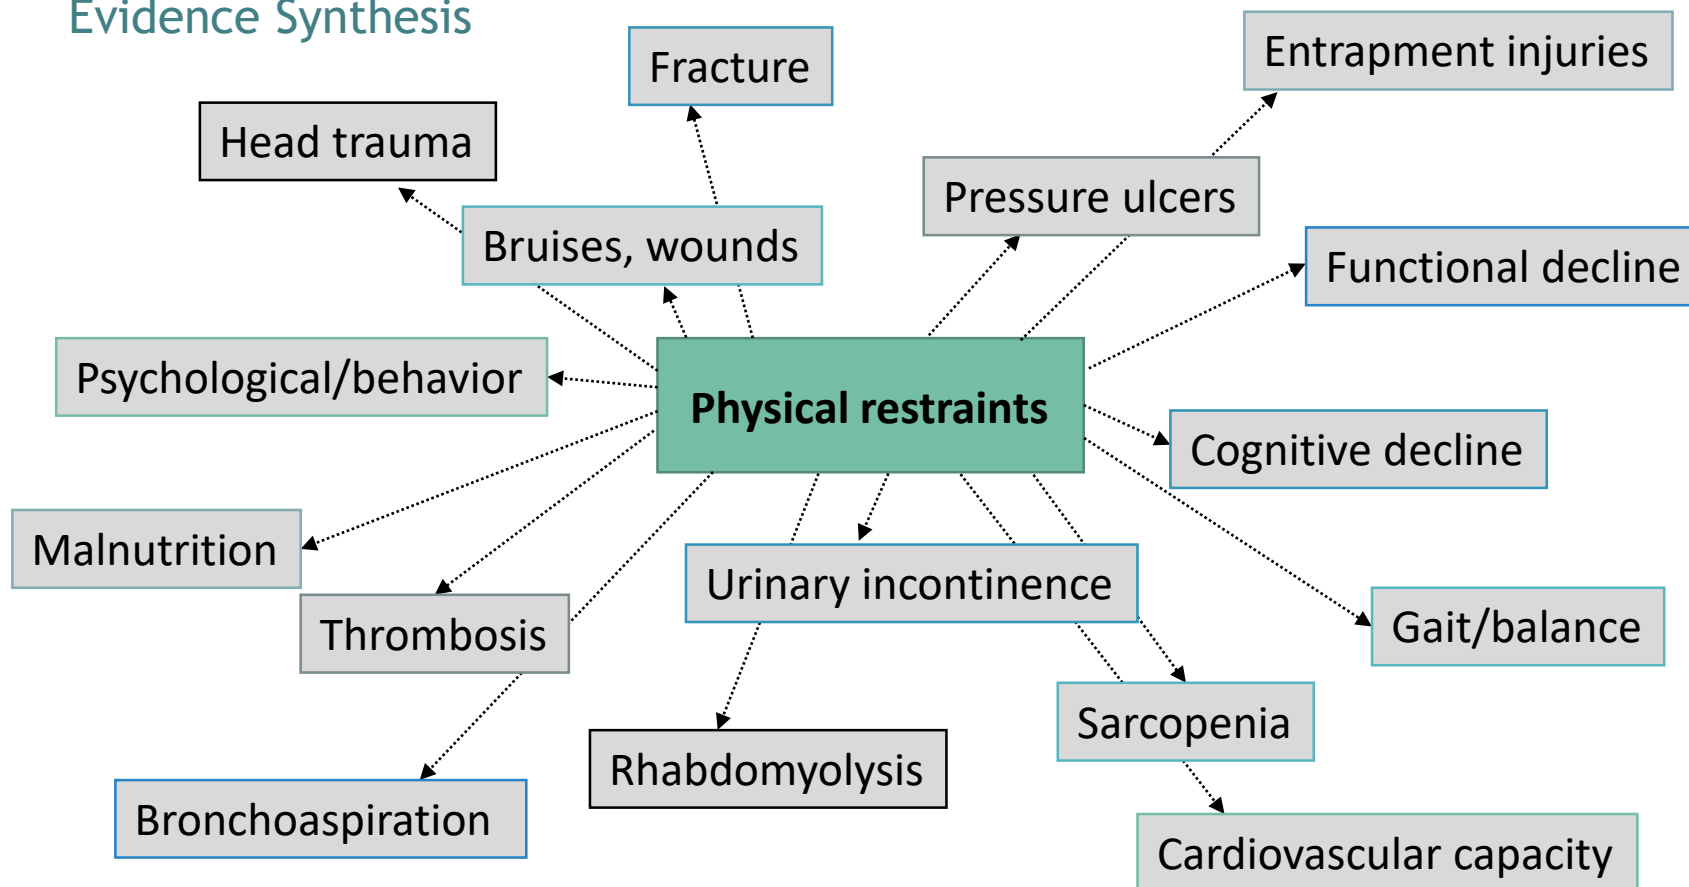 Evidence Synthesis
Fracture
Entrapment injuries
Head trauma
Pressure ulcers
Bruises, wounds
Functional decline
Psychological/behavior
Physical restraints
Cognitive decline
Malnutrition
Urinary incontinence
Thrombosis
Gait/balance
Sarcopenia
Rhabdomyolysis
Bronchoaspiration
Cardiovascular capacity